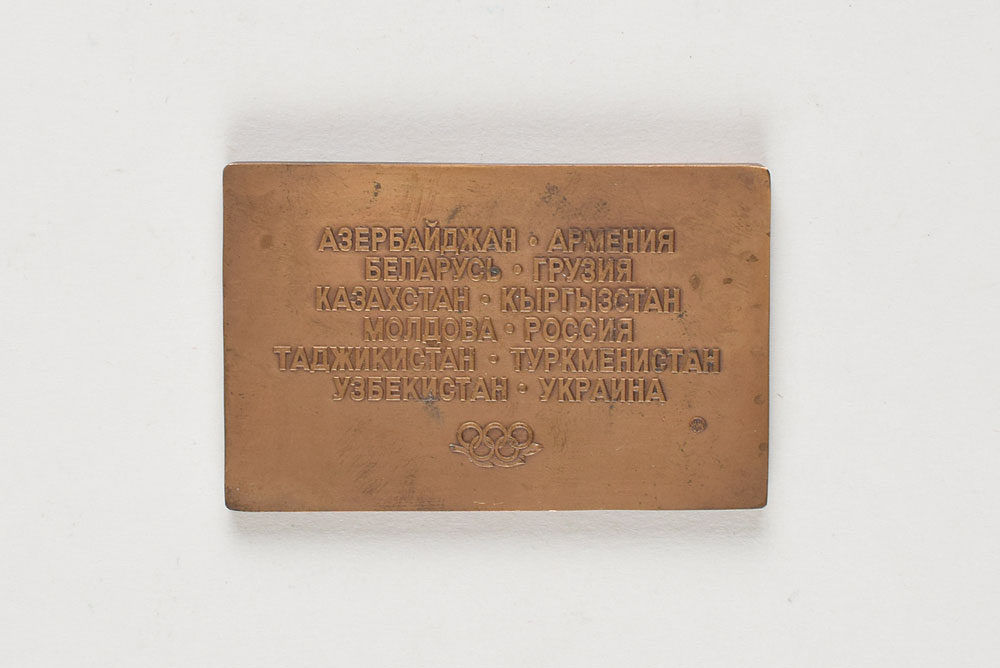 АЗЕРБАЙДЖАН · АРМЕНИЯ
БЕЛАРУСЬ · ГРУЗИЯ
КАЗАХСТАН · КЫРГЫЗСТАН
МОЛДОВА · РОССИЯ
ТАДЖИКИСТАН · ТУРКМЕНИСТАН
УЗБЕКИСТАН · УКРАИНА